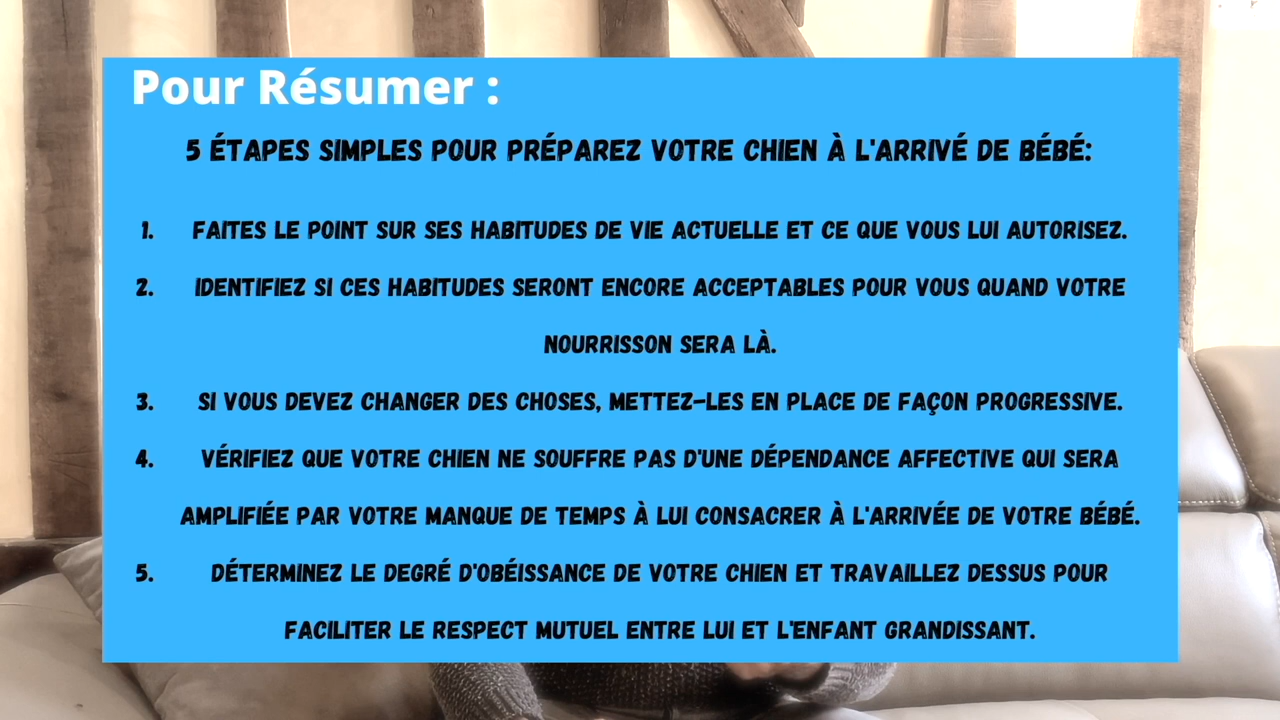 Pour Résumer :
5 ÉTAPES SIMPLES POUR PRÉPAREZ VOTRE CHIEN À L'ARRIVÉ DE BÉBÉ:
1. FAITES LE POINT SUR SES HABITUDES DE VIE ACTUELLE ET CE QUE VOUS LUI AUTORISEZ.
2. IDENTIFIEZ SI CES HABITUDES SERONT ENCORE ACCEPTABLES POUR VOUS QUAND VOTRE
NOURRISSON SERA LÀ.
3. SI VOUS DEVEZ CHANGER DES CHOSES, METTEZ-LES EN PLACE DE FAÇON PROGRESSIVE.
4. VÉRIFIEZ QUE VOTRE CHIEN NE SOUFFRE PAS D'UNE DÉPENDANCE AFFECTIVE QUI SERA
AMPLIFIÉE PAR VOTRE MANQUE DE TEMPS À LUI CONSACRER À L'ARRIVÉE DE VOTRE BÉBÉ.
5. DÉTERMINEZ LE DEGRÉ D'OBÉISSANCE DE VOTRE CHIEN ET TRAVAILLEZ DESSUS POUR
FACILITER LE RESPECT MUTUEL ENTRE LUI ET L'ENFANT GRANDISSANT.